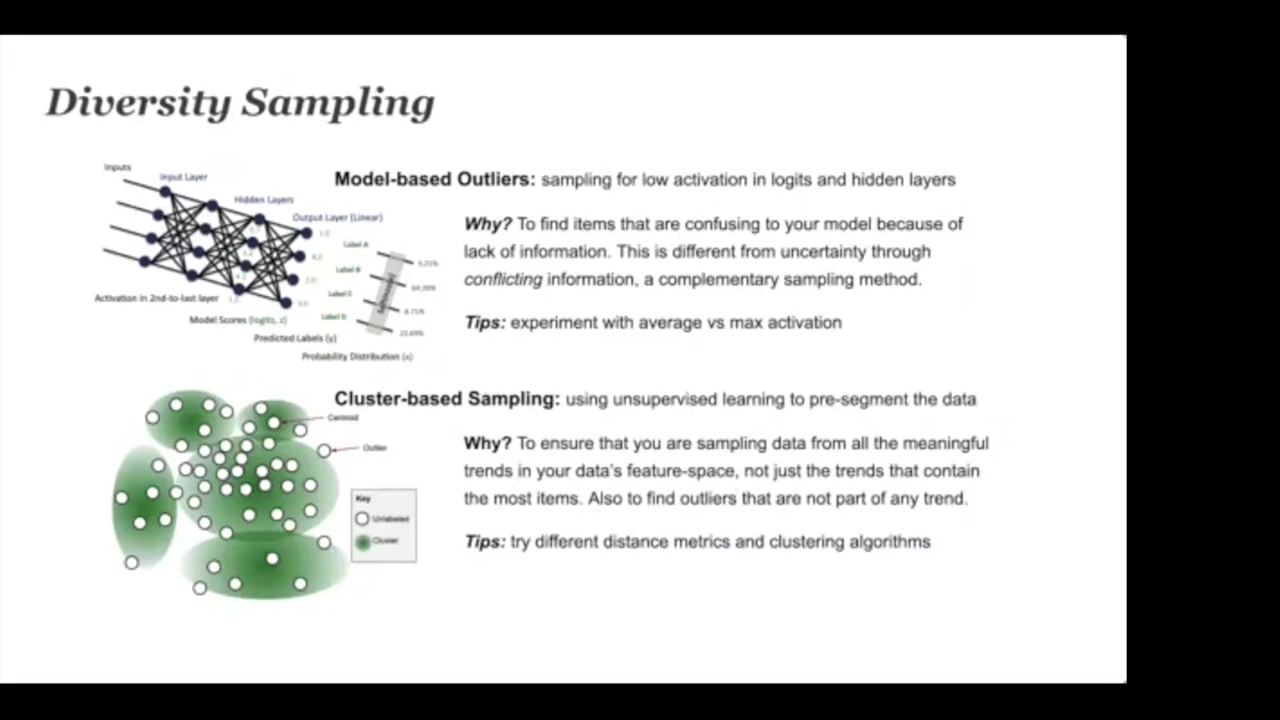 Diversity Sampling
Inputs
Input Layer
Hidden Layers
Output Layer (Linear)
Label A
Label B
Label C
Label D
5.21%
64.39%
8.71%
Activation in 2nd-to-last layer
Model Scores (logits, z)
Predicted Labels (y)
Probability Distribution (x)
Model-based Outliers: sampling for low activation in logits and hidden layers
Why? To find items that are confusing to your model because of
lack of information. This is different from uncertainty through
conflicting information, a complementary sampling method.
Tips: experiment with average vs max activation
Centroid
Outlier
Key
Unlabeled
Cluster
Cluster-based Sampling: using unsupervised learning to pre-segment the data
Why? To ensure that you are sampling data from all the meaningful
trends in your data's feature-space, not just the trends that contain
the most items. Also to find outliers that are not part of any trend.
Tips: try different distance metrics and clustering algorithms